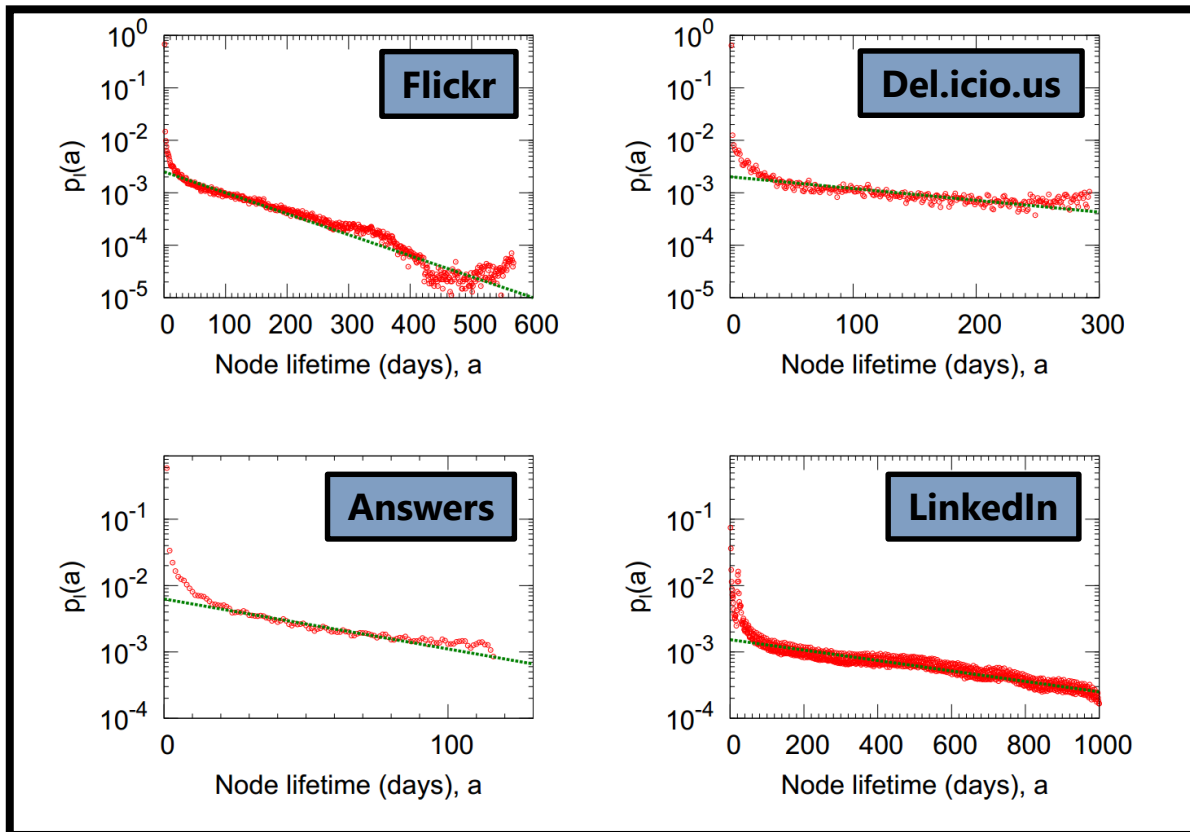 Flickr
10^0
10^-1
10^-2
10^-3
10^-4
10^-5
p_l(a)
0 100 200 300 400 500 600
Node lifetime (days), a
Del.icio.us
10^0
10^-1
10^-2
10^-3
10^-4
10^-5
p_l(a)
0 100 200 300
Node lifetime (days), a
Answers
10^-1
10^-2
10^-3
10^-4
p_l(a)
0 100
Node lifetime (days), a
LinkedIn
10^-1
10^-2
10^-3
10^-4
p_l(a)
0 200 400 600 800 1000
Node lifetime (days), a